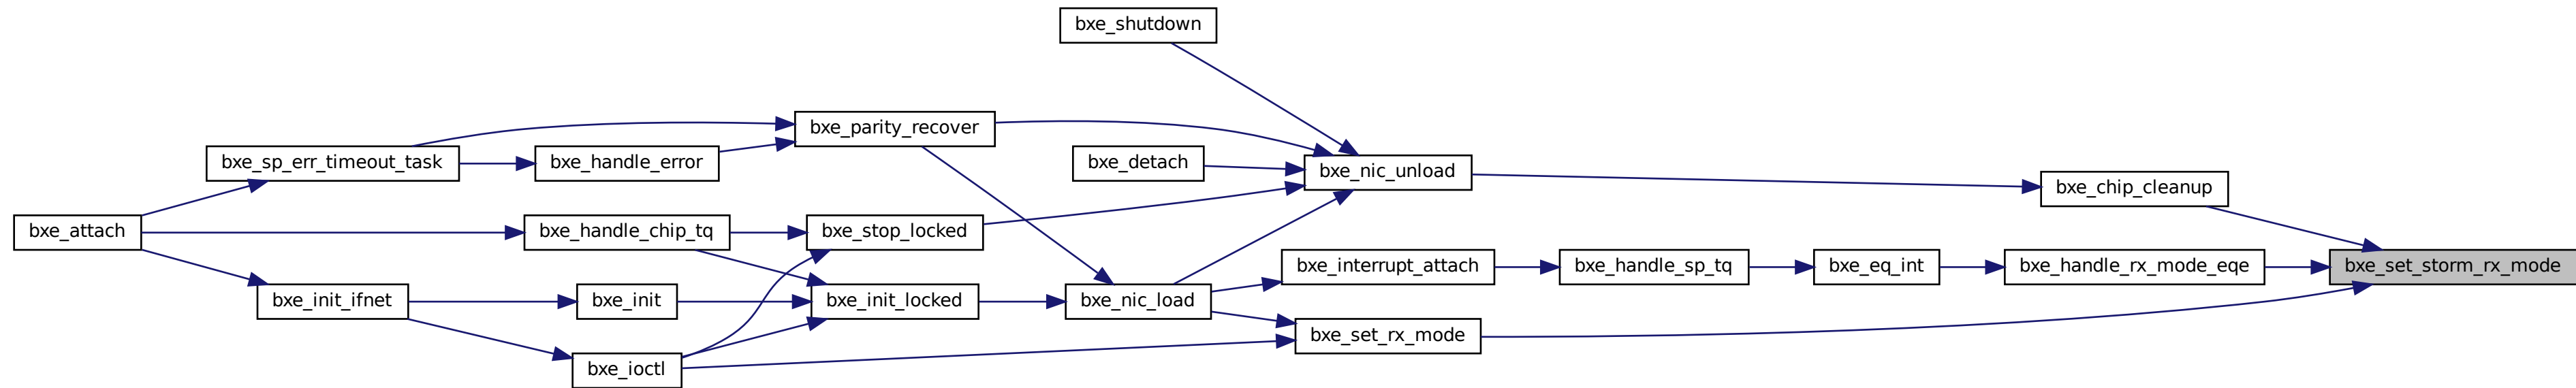 bxe_shutdown
bxe_parity_recover
bxe_sp_err_timeout_task
bxe_handle_error
bxe_detach
bxe_nic_unload
bxe_chip_cleanup
bxe_attach
bxe_handle_chip_tq
bxe_stop_locked
bxe_interrupt_attach
bxe_handle_sp_tq
bxe_eq_int
bxe_handle_rx_mode_eqe
bxe_set_storm_rx_mode
bxe_init_ifnet
bxe_init
bxe_init_locked
bxe_nic_load
bxe_set_rx_mode
bxe_ioctl